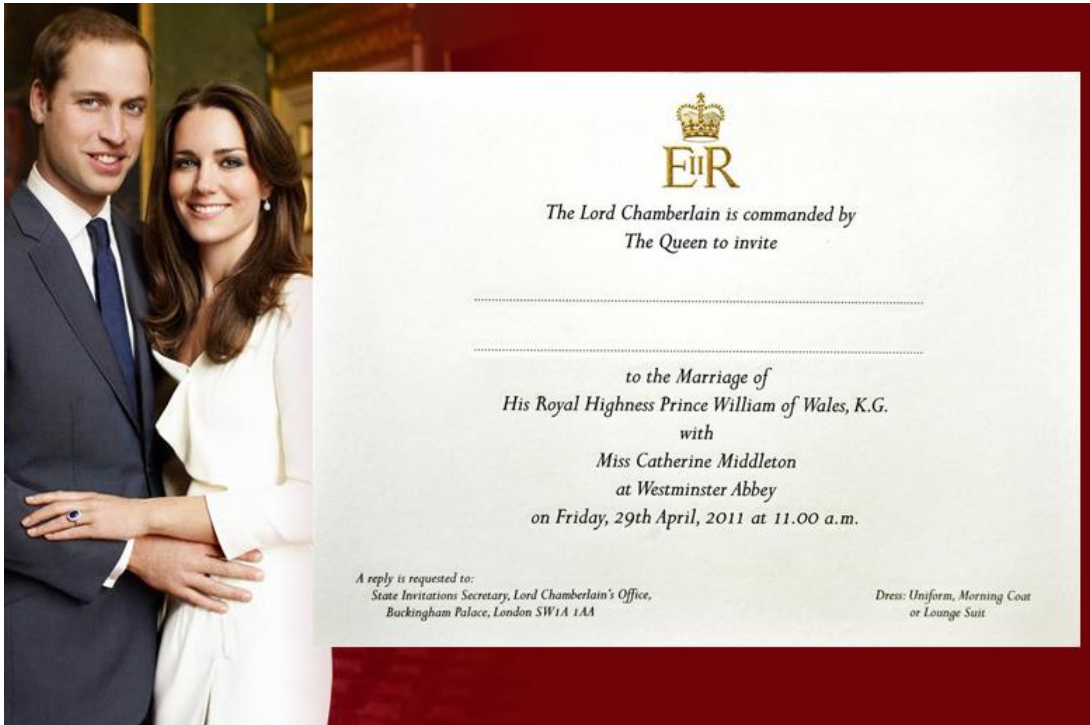 EIIR
The Lord Chamberlain is commanded by
The Queen to invite
to the Marriage of
His Royal Highness Prince William of Wales, K.G.
with
Miss Catherine Middleton
at Westminster Abbey
on Friday, 29th April, 2011 at 11.00 a.m.
A reply is requested to:
State Invitations Secretary, Lord Chamberlain's Office,
Buckingham Palace, London SW1A 1AA
Dress: Uniform, Morning Coat
or Lounge Suit